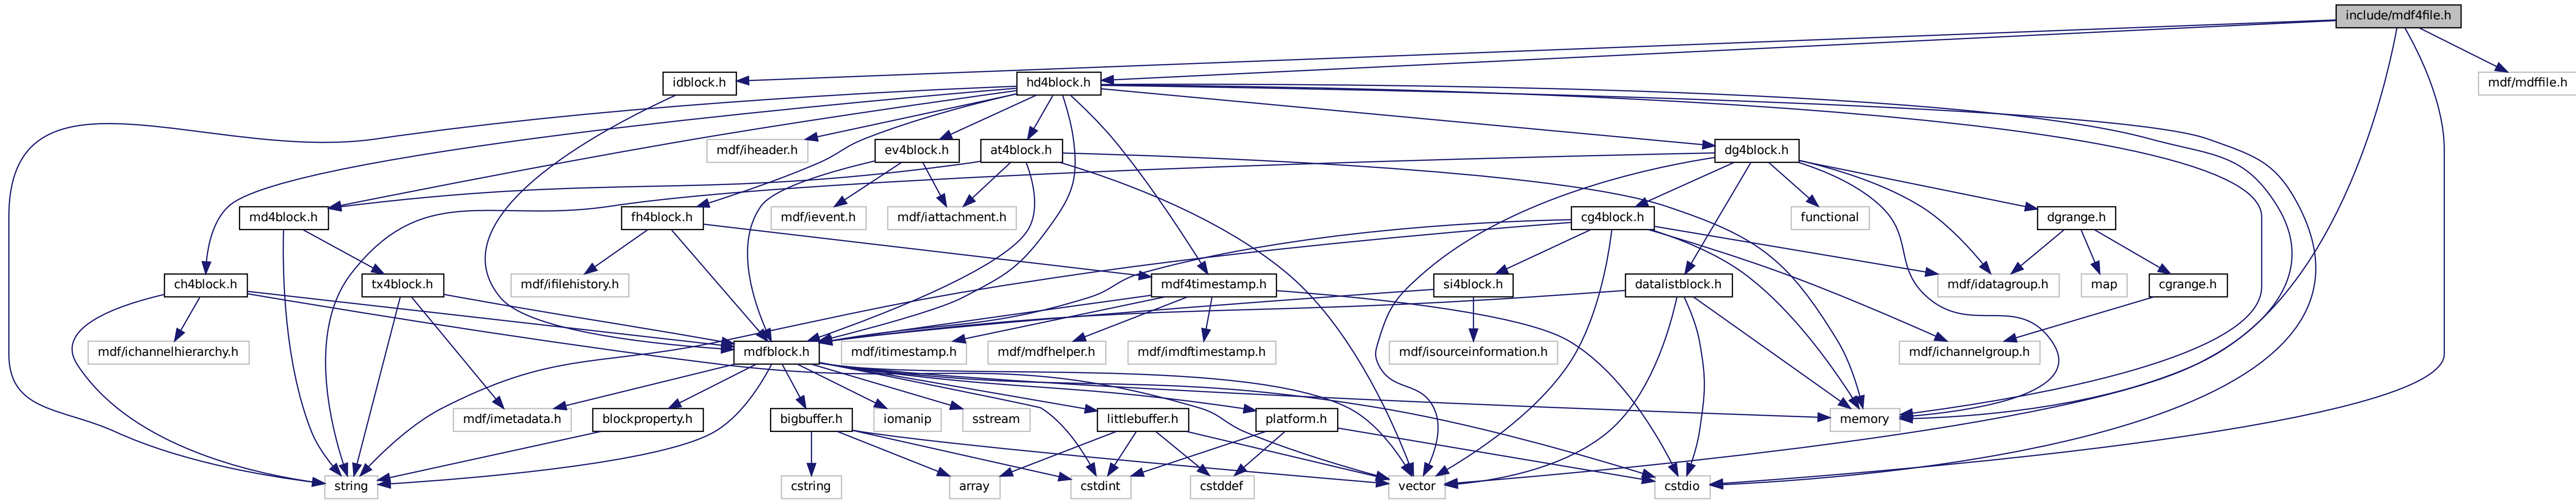 include/mdf4file.h
idblock.h
hd4block.h
mdf/mdffile.h
mdf/iheader.h
ev4block.h
at4block.h
dg4block.h
md4block.h
fh4block.h
mdf/ievent.h
mdf/iattachment.h
cg4block.h
functional
dgrange.h
ch4block.h
tx4block.h
mdf/ifilehistory.h
mdf4timestamp.h
si4block.h
datalistblock.h
mdf/idatagroup.h
map
cgrange.h
mdf/ichannelhierarchy.h
mdfblock.h
mdf/itimestamp.h
mdf/mdfhelper.h
mdf/imdftimestamp.h
mdf/isourceinformation.h
mdf/ichannelgroup.h
mdf/imetadata.h
blockproperty.h
bigbuffer.h
iomanip
sstream
littlebuffer.h
platform.h
memory
string
cstring
array
cstdint
cstddef
vector
cstdio